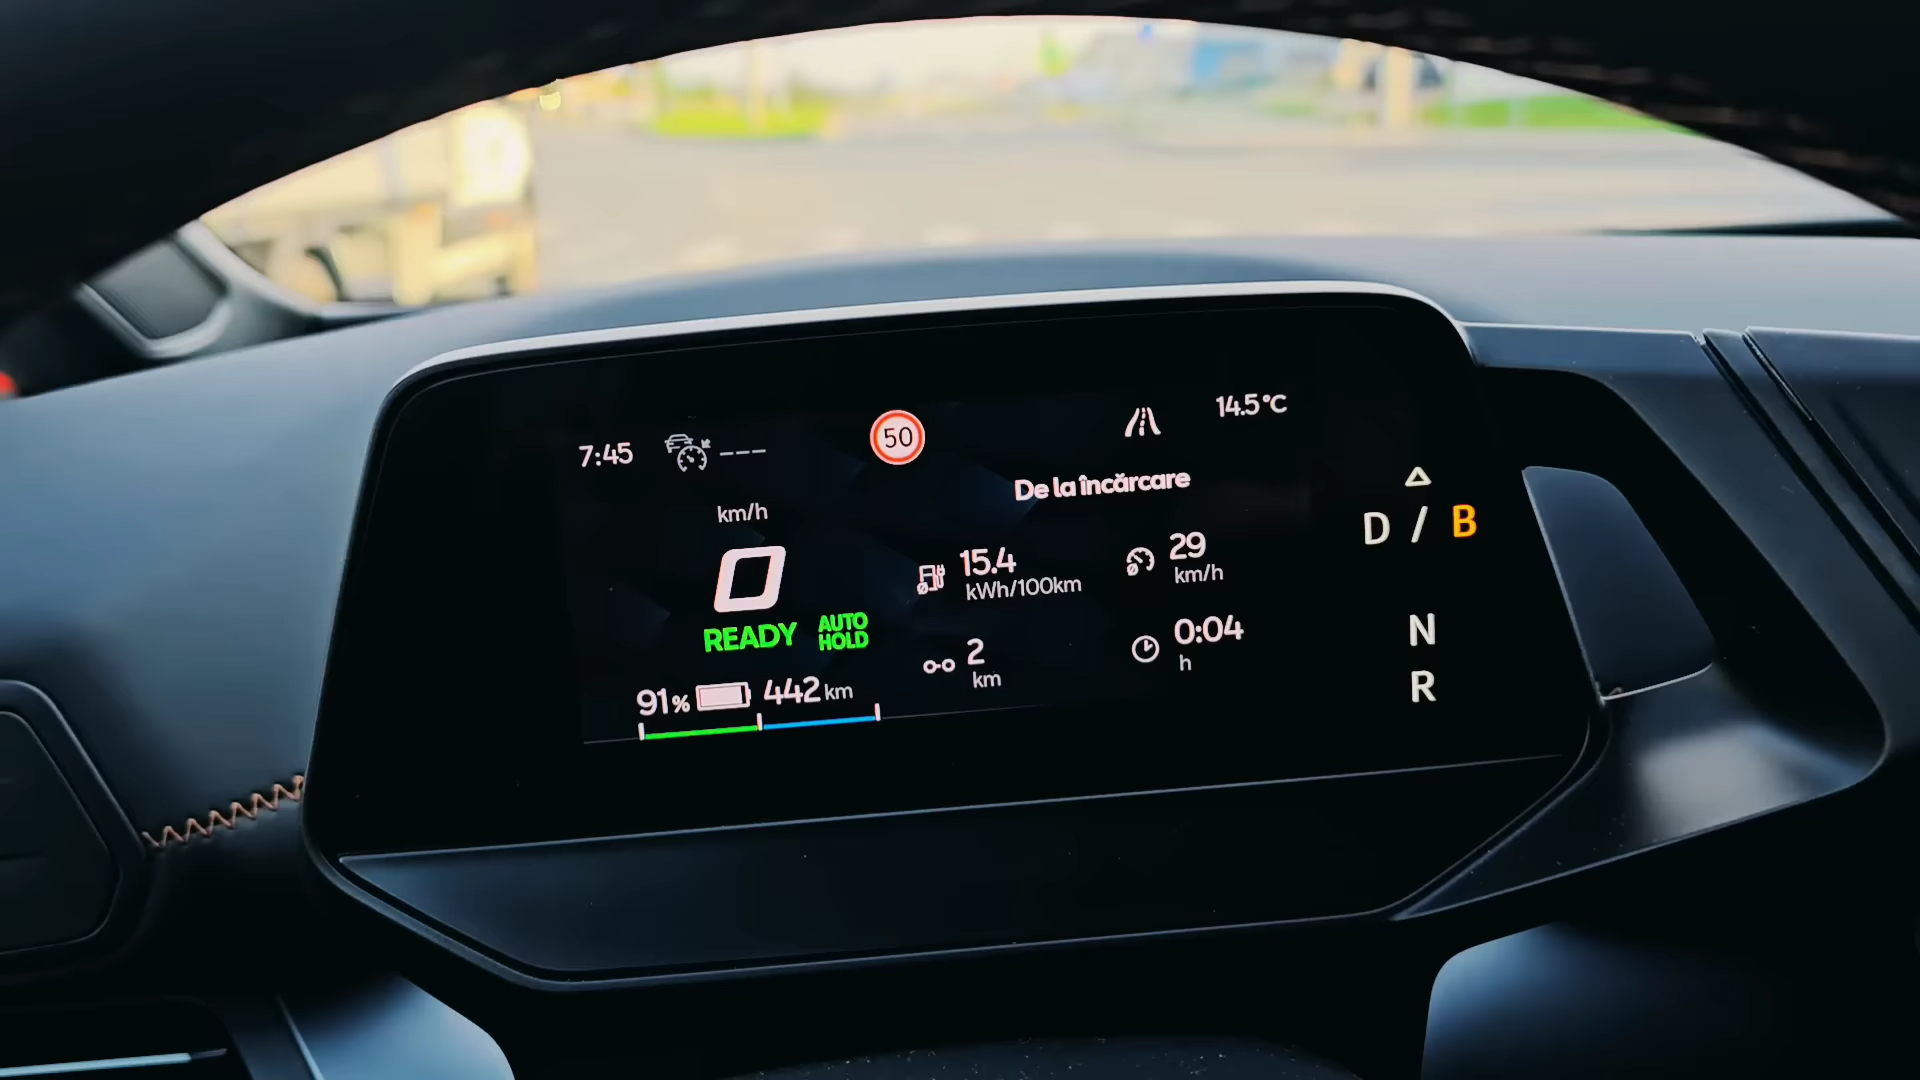 7:45 ---
50
14.5°C
De la încărcare
km/h
0
READY
AUTO
HOLD
91% 442 km
15.4
kWh/100km
29
km/h
2
km
0:04
h
D / B
N
R